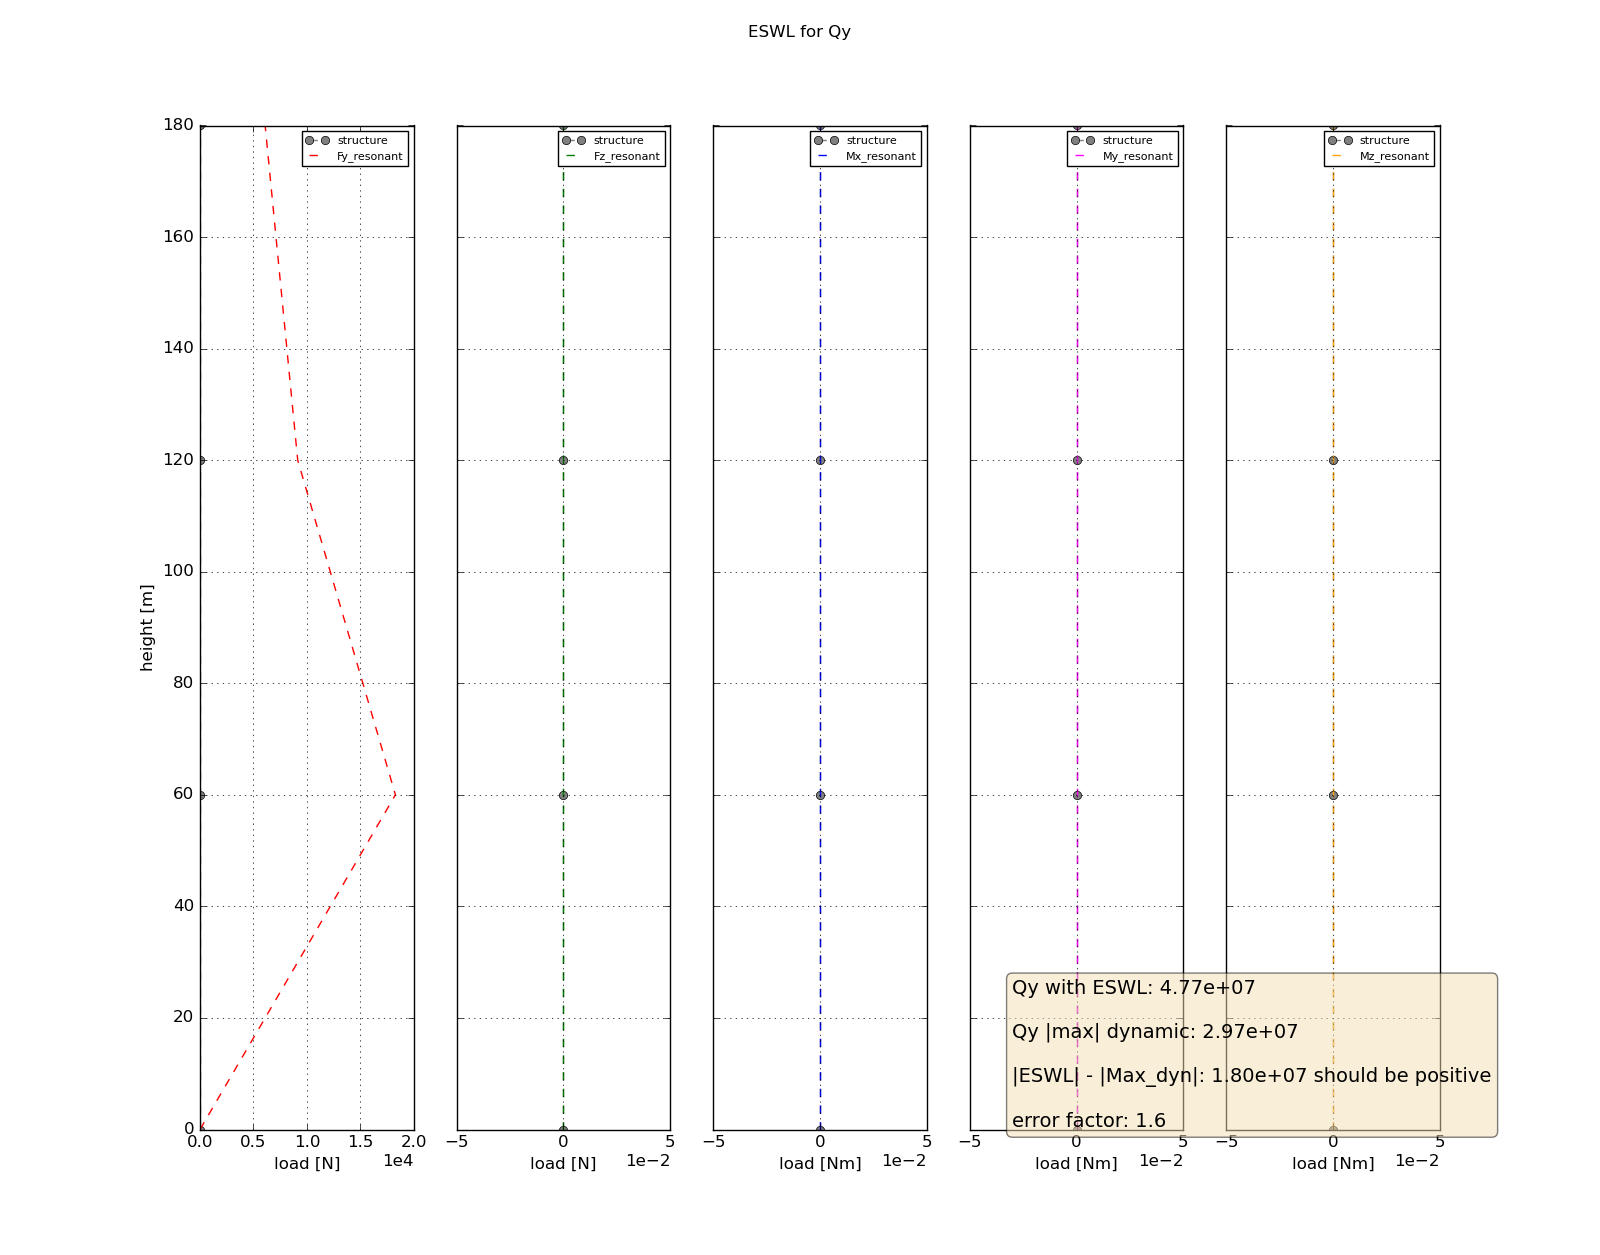 ESWL for Qy
height [m]
180
160
140
120
100
80
60
40
20
0
structure
Fy_resonant
0.0 0.5 1.0 1.5 2.0
1e4
load [N]
structure
Fz_resonant
−5 0 5
1e−2
load [N]
structure
Mx_resonant
−5 0 5
1e−2
load [Nm]
structure
My_resonant
−5 0 5
1e−2
load [Nm]
structure
Mz_resonant
−5 0 5
1e−2
load [Nm]
Qy with ESWL: 4.77e+07
Qy |max| dynamic: 2.97e+07
|ESWL| - |Max_dyn|: 1.80e+07 should be positive
error factor: 1.6